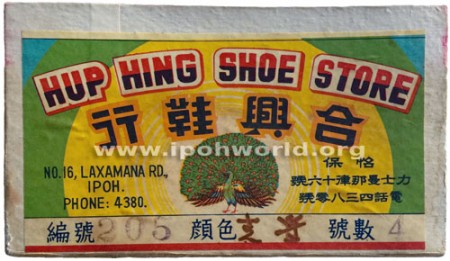 HUP HING SHOE STORE
合興鞋行
www.ipohworld.org
NO.16, LAXAMANA RD.,
IPOH.
PHONE: 4380.
怡保
力士曼那律十六號
電話四三八零號
編號 205 顏色 號數 4